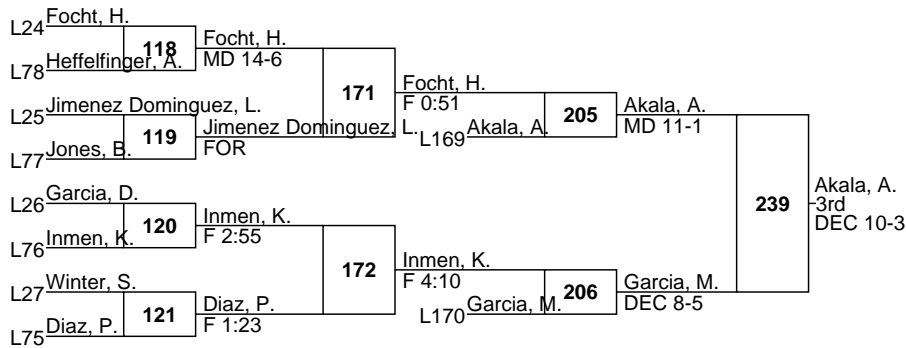 Focht, H.
L24
118
Focht, H.
MD 14-6
Heffelfinger, A.
L78
171
Focht, H.
F 0:51
Jimenez Dominguez, L.
L25
119
Jimenez Dominguez, L.
FOR
Jones, B.
L77
L169
Akala, A.
205
Akala, A.
MD 11-1
Garcia, D.
L26
120
Inmen, K.
F 2:55
Inmen, K.
L76
172
Inmen, K.
F 4:10
Winter, S.
L27
121
Diaz, P.
F 1:23
Diaz, P.
L75
L170
Garcia, M.
206
Garcia, M.
DEC 8-5
239
Akala, A.
3rd
DEC 10-3